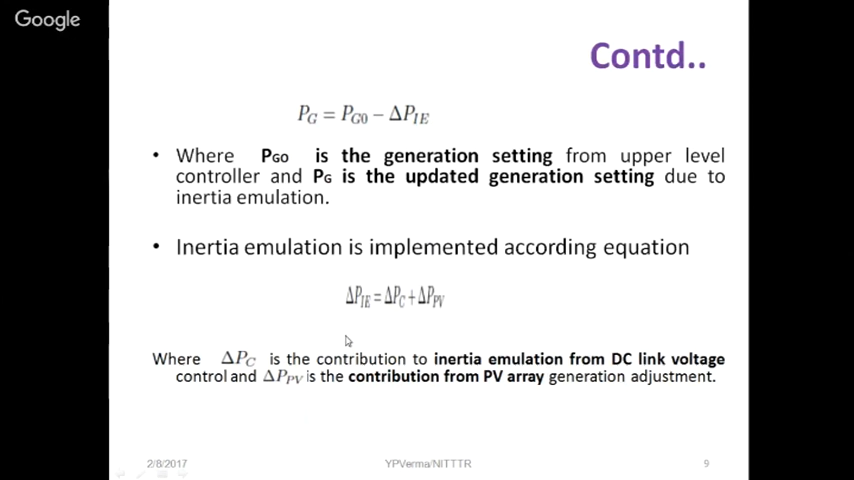 Google
Contd..
P_G = P_G0 − ΔP_IE
• Where P_GO is the generation setting from upper level
controller and P_G is the updated generation setting due to
inertia emulation.
• Inertia emulation is implemented according equation
ΔP_IE = ΔP_C + ΔP_PV
Where ΔP_C is the contribution to inertia emulation from DC link voltage
control and ΔP_PV is the contribution from PV array generation adjustment.
2/8/2017 YPVerma/NITTTR 9